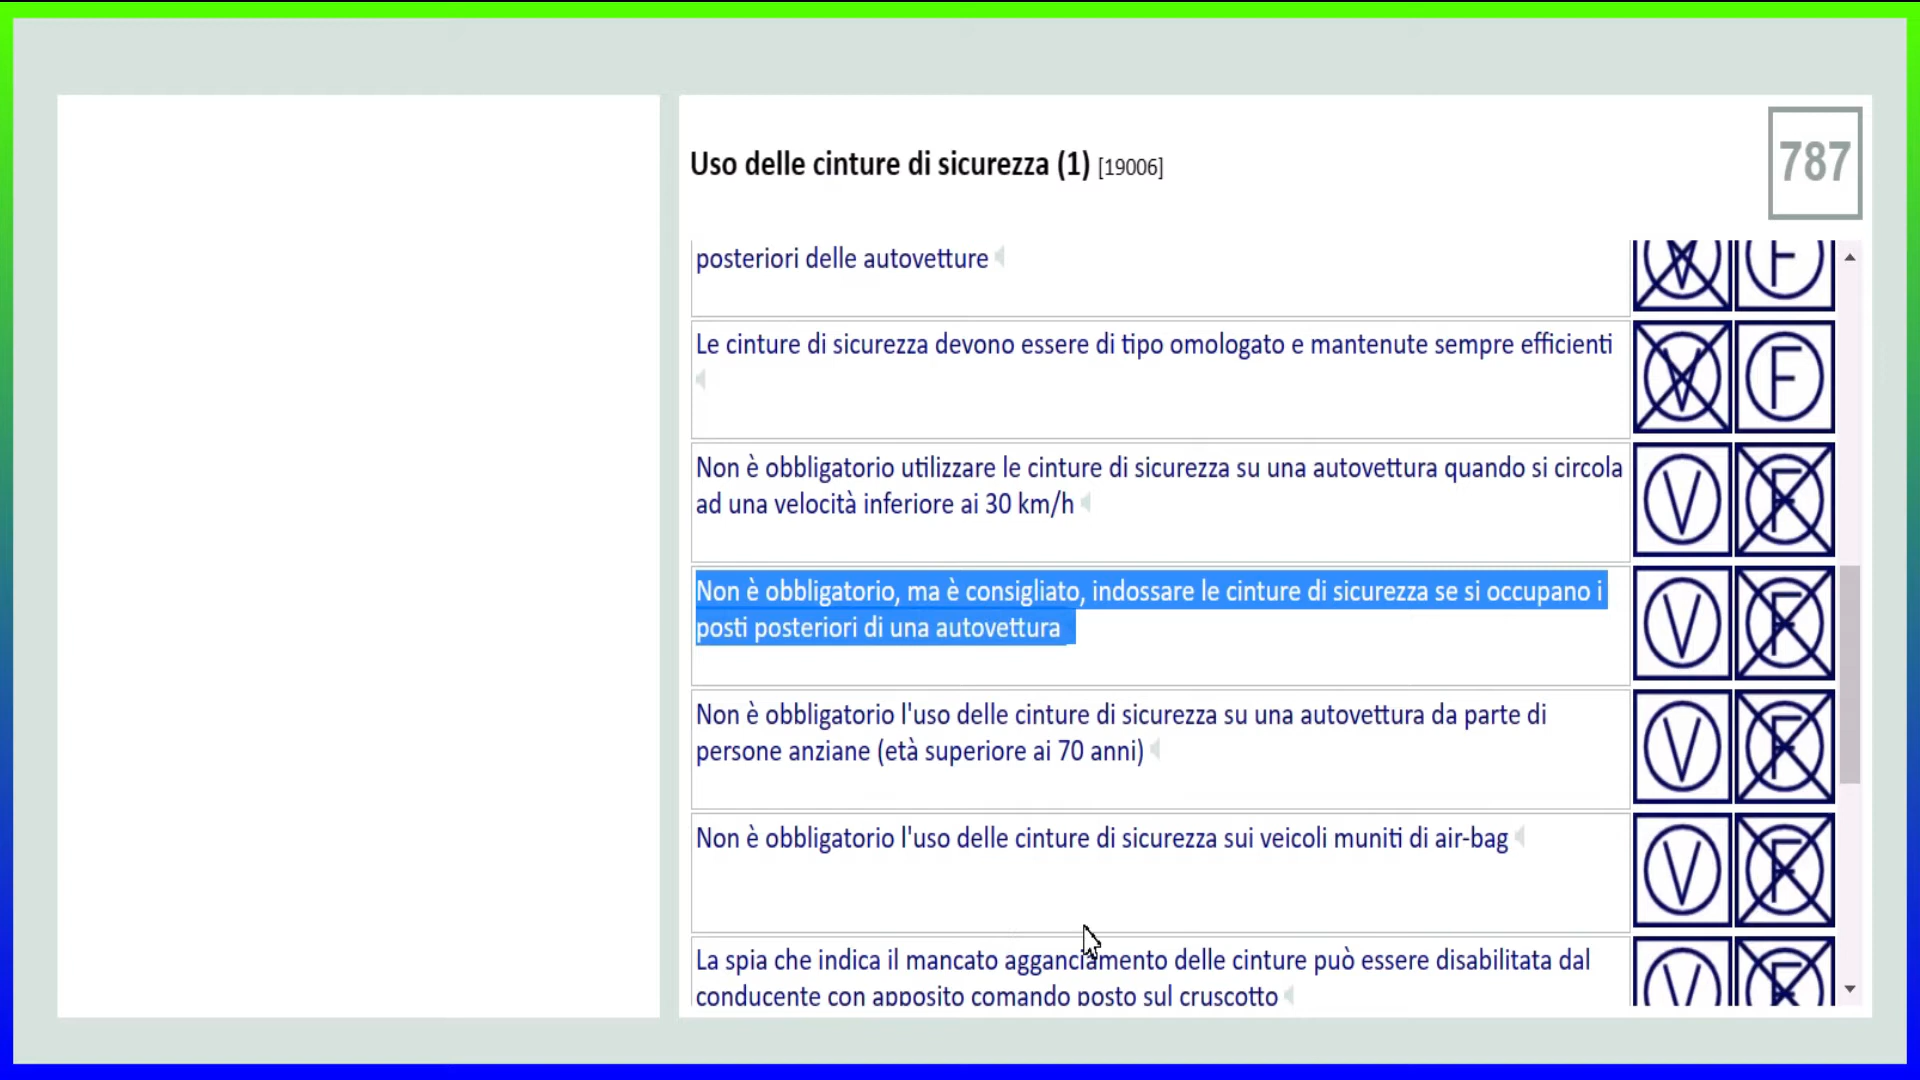 Uso delle cinture di sicurezza (1) [19006]
787
posteriori delle autovetture
V F
Le cinture di sicurezza devono essere di tipo omologato e mantenute sempre efficienti
V F
Non è obbligatorio utilizzare le cinture di sicurezza su una autovettura quando si circola
ad una velocità inferiore ai 30 km/h
V F
Non è obbligatorio, ma è consigliato, indossare le cinture di sicurezza se si occupano i
posti posteriori di una autovettura
V F
Non è obbligatorio l'uso delle cinture di sicurezza su una autovettura da parte di
persone anziane (età superiore ai 70 anni)
V F
Non è obbligatorio l'uso delle cinture di sicurezza sui veicoli muniti di air-bag
V F
La spia che indica il mancato agganciamento delle cinture può essere disabilitata dal
conducente con apposito comando posto sul cruscotto
V F